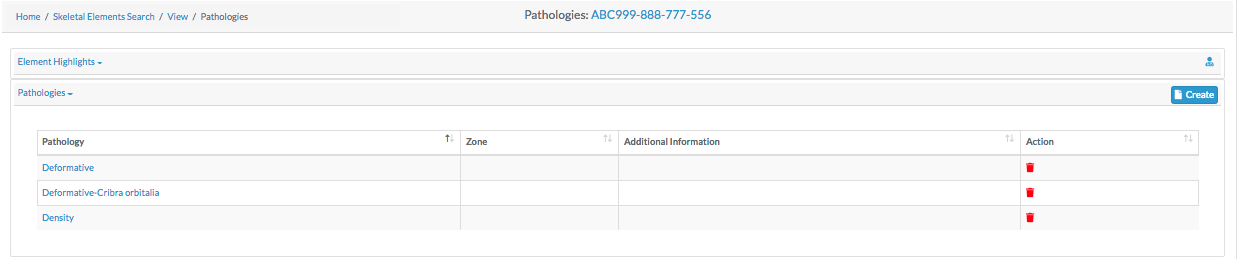 Home / Skeletal Elements Search / View / Pathologies
Pathologies: ABC999-888-777-556
Element Highlights
Pathologies
Create
Pathology Zone Additional Information Action
Deformative
Deformative-Cribra orbitalia
Density